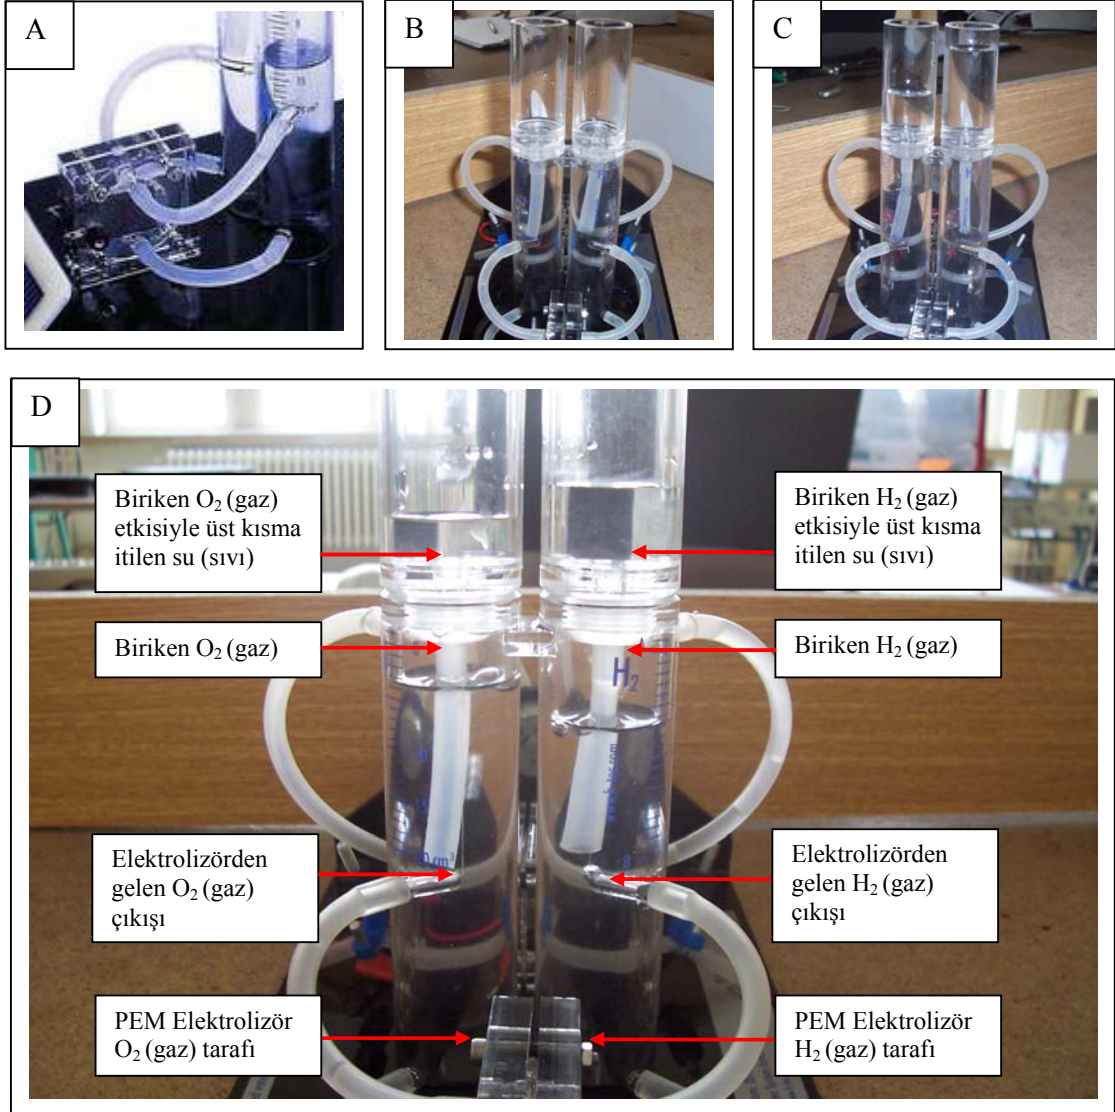 A
B
C
D
Biriken O₂ (gaz)
etkisiyle üst kısma
itilen su (sıvı)
Biriken H₂ (gaz)
etkisiyle üst kısma
itilen su (sıvı)
Biriken O₂ (gaz)
Biriken H₂ (gaz)
H₂
Elektrolizörden
gelen O₂ (gaz)
çıkışı
Elektrolizörden
gelen H₂ (gaz)
çıkışı
cm³
8
PEM Elektrolizör
O₂ (gaz) tarafı
PEM Elektrolizör
H₂ (gaz) tarafı